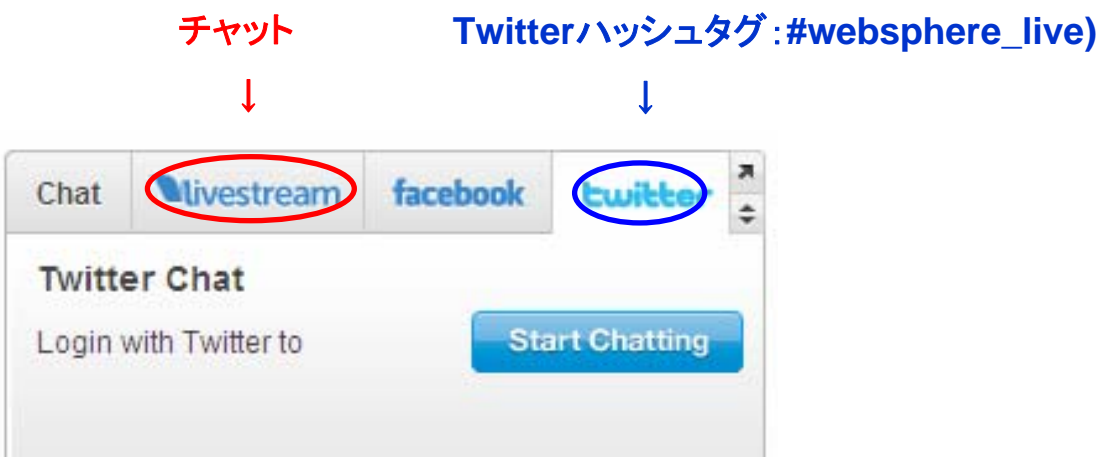 チャット Twitterハッシュタグ：#websphere_live)
↓ ↓
Chat livestream facebook twitter
Twitter Chat
Login with Twitter to Start Chatting